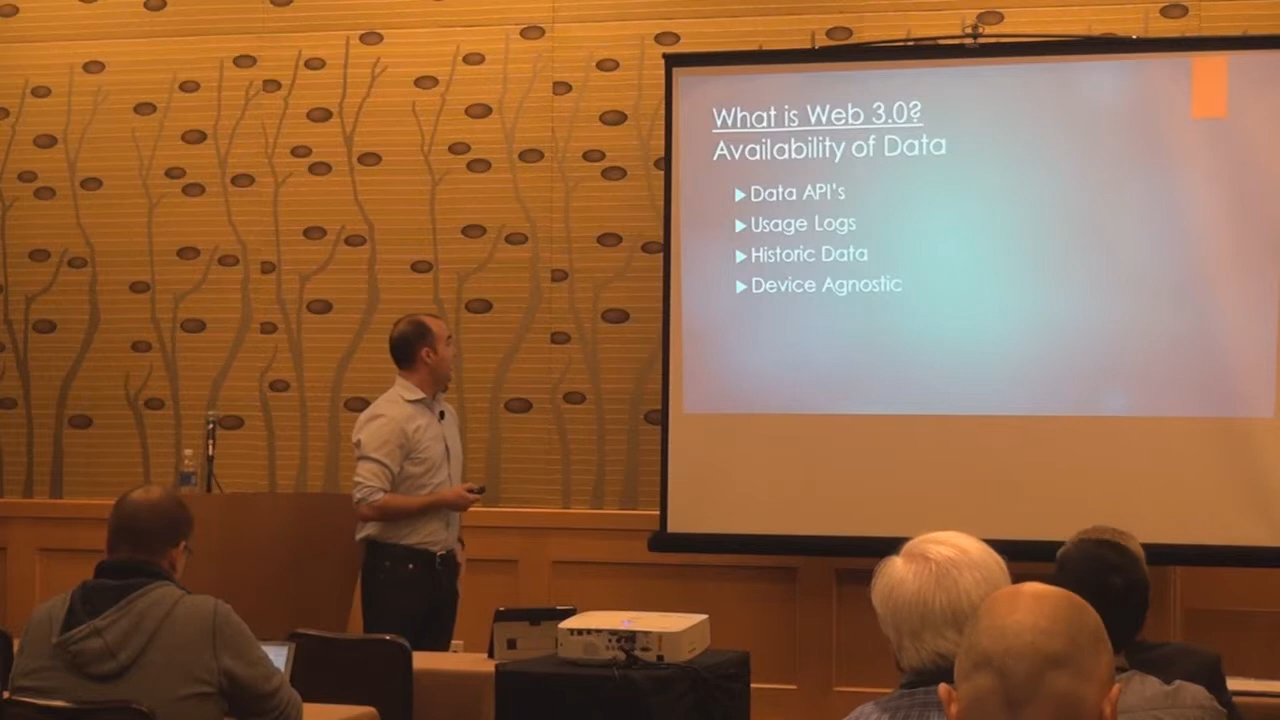 What is Web 3.0?
Availability of Data
Data API's
Usage Logs
Historic Data
Device Agnostic